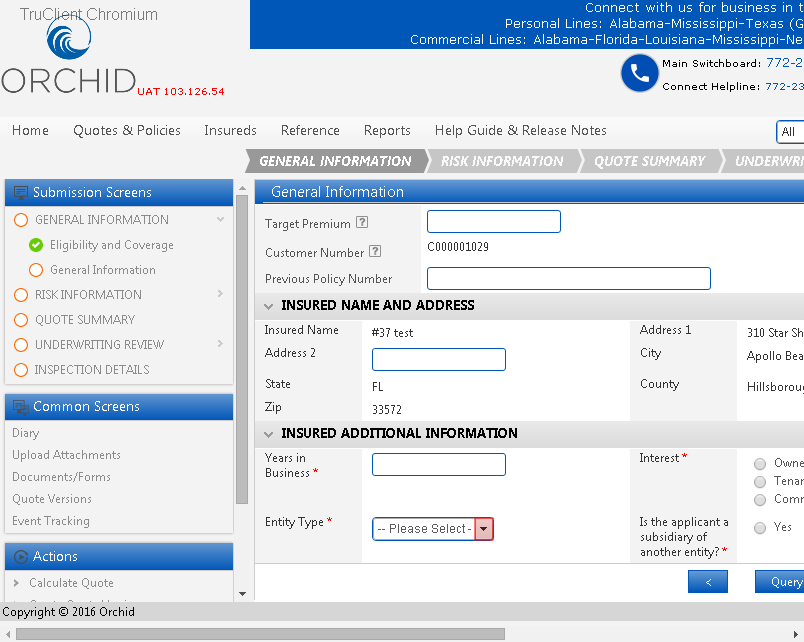 TruClient Chromium
Connect with us for business in t
Personal Lines: Alabama-Mississippi-Texas (G
Commercial Lines: Alabama-Florida-Louisiana-Mississippi-Ne
ORCHID
UAT 103.126.54
Main Switchboard: 772-2
Connect Helpline: 772-23
Home Quotes & Policies Insureds Reference Reports Help Guide & Release Notes
All
GENERAL INFORMATION RISK INFORMATION QUOTE SUMMARY UNDERWRI
Submission Screens
GENERAL INFORMATION
Eligibility and Coverage
General Information
RISK INFORMATION
QUOTE SUMMARY
UNDERWRITING REVIEW
INSPECTION DETAILS
Common Screens
Diary
Upload Attachments
Documents/Forms
Quote Versions
Event Tracking
Actions
Calculate Quote
General Information
Target Premium ?
Customer Number ? C000001029
Previous Policy Number
INSURED NAME AND ADDRESS
Insured Name #37 test Address 1 310 Star Sh
Address 2 City Apollo Bea
State FL County Hillsborou
Zip 33572
INSURED ADDITIONAL INFORMATION
Years in
Business *
Interest *
Owne
Tenan
Comm
Entity Type * -- Please Select -
Is the applicant a
subsidiary of
another entity? *
Yes
< Query
Copyright © 2016 Orchid